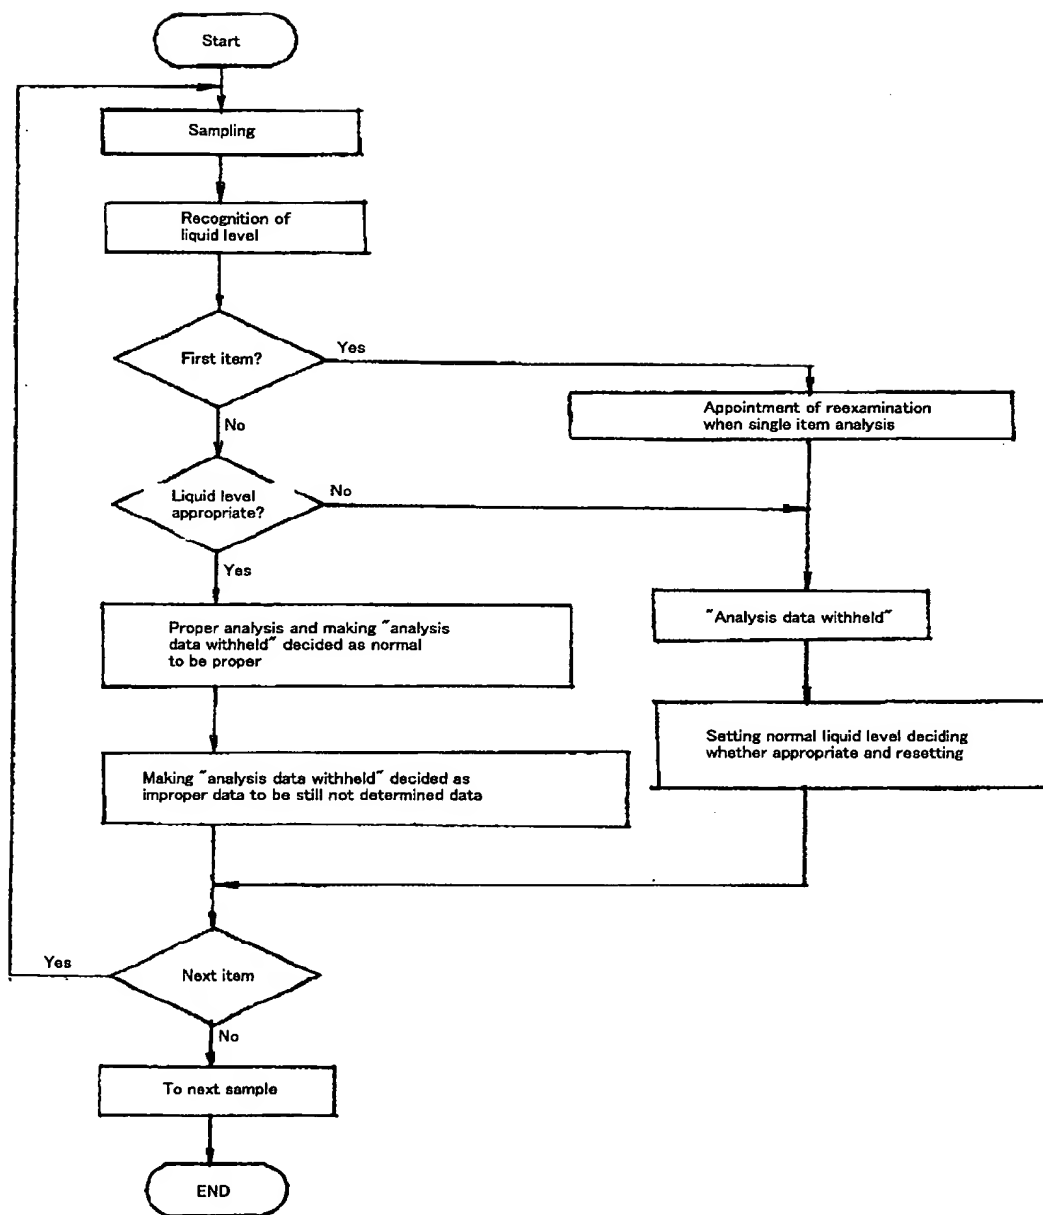 Start
Sampling
Recognition of
liquid level
First item?
Yes
Appointment of reexamination
when single item analysis
No
Liquid level
appropriate?
No
Yes
"Analysis data withheld"
Proper analysis and making "analysis
data withheld" decided as normal
to be proper
Setting normal liquid level deciding
whether appropriate and resetting
Making "analysis data withheld" decided as
improper data to be still not determined data
Yes
Next item
No
To next sample
END